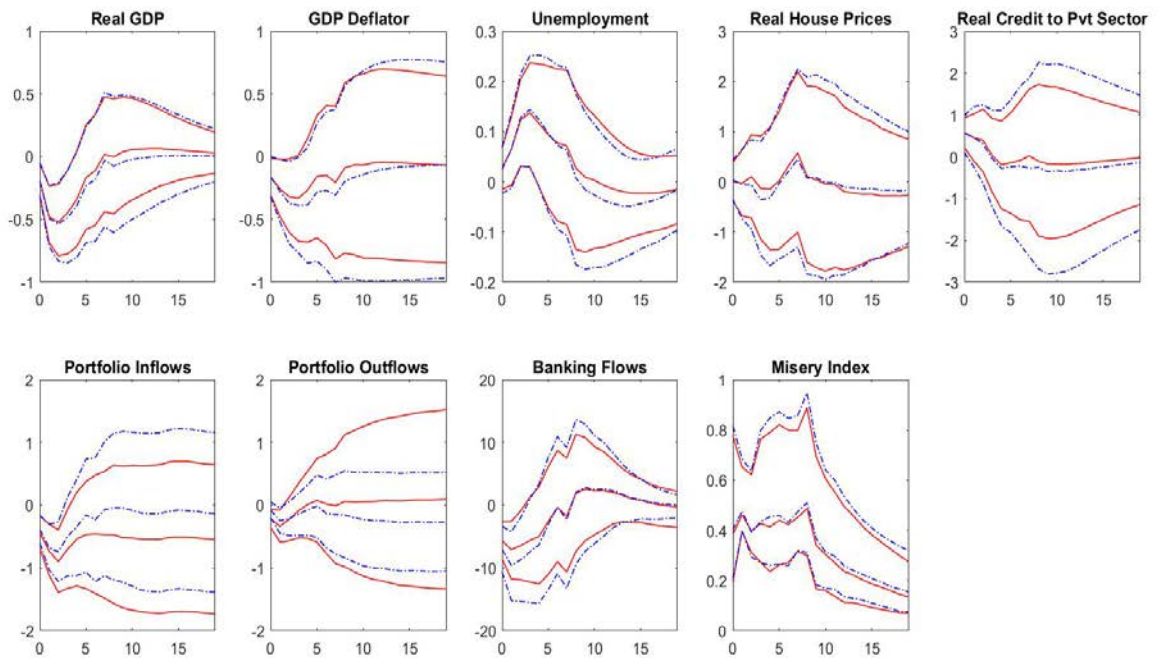 Real GDP
1
0.5
0
-0.5
-1
0 5 10 15
GDP Deflator
1
0.5
0
-0.5
-1
0 5 10 15
Unemployment
0.3
0.2
0.1
0
-0.1
-0.2
0 5 10 15
Real House Prices
3
2
1
0
-1
-2
0 5 10 15
Real Credit to Pvt Sector
3
2
1
0
-1
-2
-3
0 5 10 15
Portfolio Inflows
2
1
0
-1
-2
0 5 10 15
Portfolio Outflows
2
1
0
-1
-2
0 5 10 15
Banking Flows
20
10
0
-10
-20
0 5 10 15
Misery Index
1
0.8
0.6
0.4
0.2
0
0 5 10 15